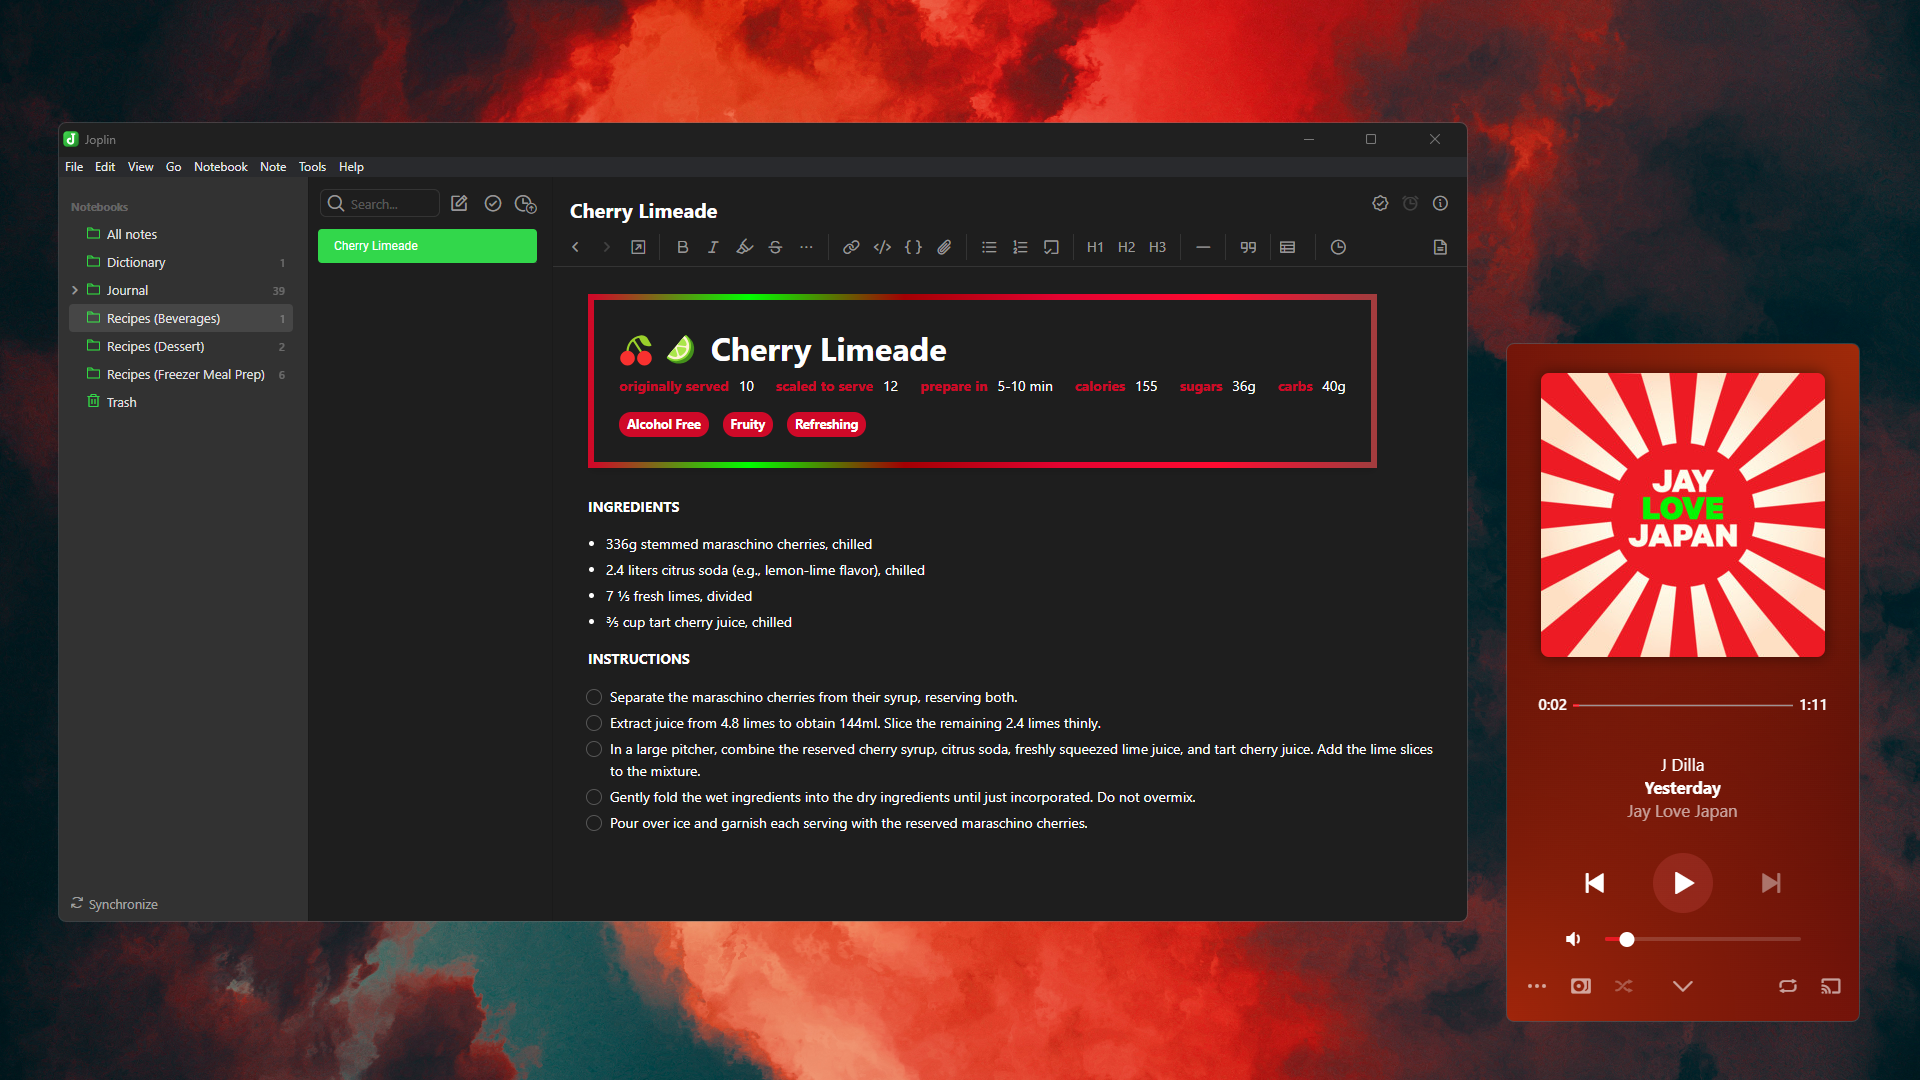 Joplin
File Edit View Go Notebook Note Tools Help
Notebooks
All notes
Dictionary 1
Journal 39
Recipes (Beverages) 1
Recipes (Dessert) 2
Recipes (Freezer Meal Prep) 6
Trash
Synchronize
Search...
Cherry Limeade
Cherry Limeade
H1 H2 H3
Cherry Limeade
originally served 10 scaled to serve 12 prepare in 5-10 min calories 155 sugars 36g carbs 40g
Alcohol Free Fruity Refreshing
INGREDIENTS
• 336g stemmed maraschino cherries, chilled
• 2.4 liters citrus soda (e.g., lemon-lime flavor), chilled
• 7 ⅕ fresh limes, divided
• ⅗ cup tart cherry juice, chilled
INSTRUCTIONS
Separate the maraschino cherries from their syrup, reserving both.
Extract juice from 4.8 limes to obtain 144ml. Slice the remaining 2.4 limes thinly.
In a large pitcher, combine the reserved cherry syrup, citrus soda, freshly squeezed lime juice, and tart cherry juice. Add the lime slices
to the mixture.
Gently fold the wet ingredients into the dry ingredients until just incorporated. Do not overmix.
Pour over ice and garnish each serving with the reserved maraschino cherries.
JAY
LOVE
JAPAN
0:02 1:11
J Dilla
Yesterday
Jay Love Japan